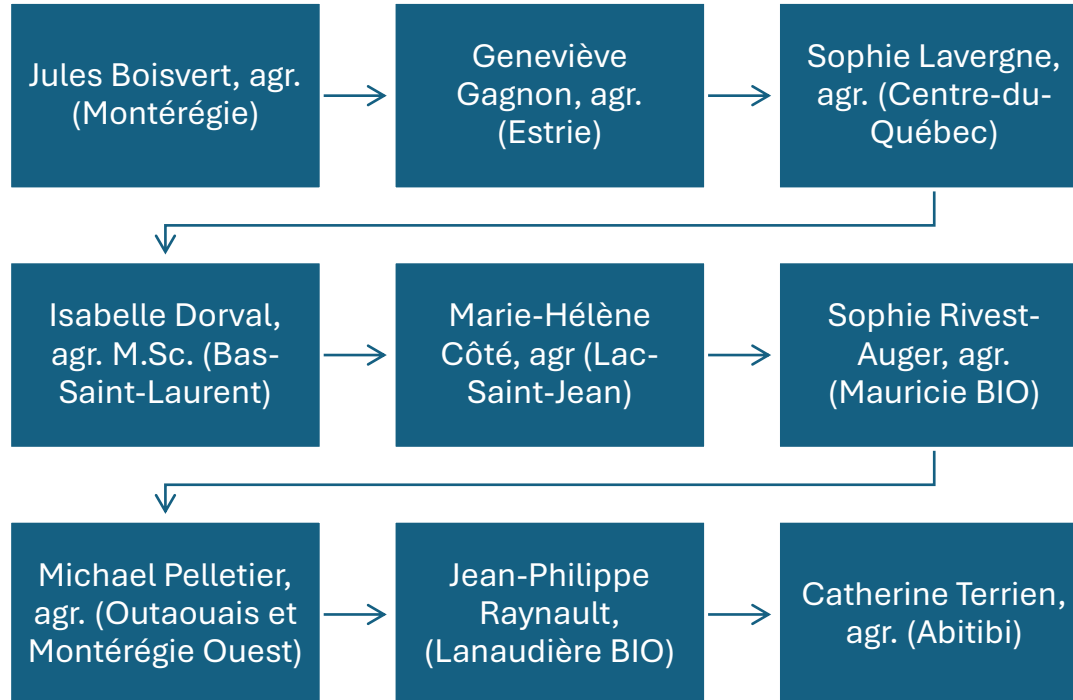 Jules Boisvert, agr.
(Montérégie)
Geneviève
Gagnon, agr.
(Estrie)
Sophie Lavergne,
agr. (Centre-du-
Québec)
Isabelle Dorval,
agr. M.Sc. (Bas-
Saint-Laurent)
Marie-Hélène
Côté, agr (Lac-
Saint-Jean)
Sophie Rivest-
Auger, agr.
(Mauricie BIO)
Michael Pelletier,
agr. (Outaouais et
Montérégie Ouest)
Jean-Philippe
Raynault,
(Lanaudière BIO)
Catherine Terrien,
agr. (Abitibi)